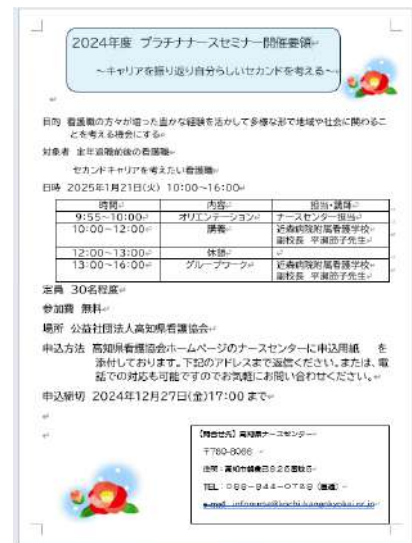 2024年度 プラチナナースセミナー開催要領
～キャリアを振り返り自分らしいセカンドを考える～
目的 看護職の方々が培った豊かな経験を活かして多様な形で地域や社会に関わるこ
とを考える機会にする
対象者 定年退職前後の看護職
セカンドキャリアを考えたい看護職
日時 2025年1月21日(火) 10:00～16:00
時間 内容 担当・講師
9:55～10:00 オリエンテーション ナースセンター担当
10:00～12:00 講義 近森病院附属看護学校
副校長 平瀬節子先生
12:00～13:00 休憩
13:00～16:00 グループワーク 近森病院附属看護学校
副校長 平瀬節子先生
定員 30名程度
参加費 無料
場所 公益社団法人高知県看護協会
申込方法 高知県看護協会ホームページのナースセンターに申込用紙 を
添付しております。下記のアドレスまで返信ください。または、電
話での対応も可能ですのでお気軽にお問い合わせください。
申込締切 2024年12月27日(金)17:00 まで
【問合せ先】高知県ナースセンター
住所：高知市朝倉己825番地5
TEL：088-844-0758（直通）